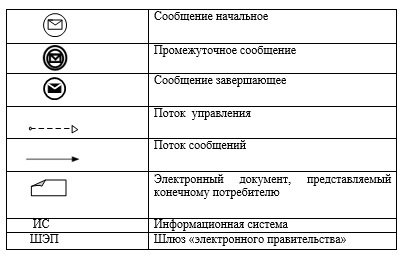 Сообщение начальное
Промежуточное сообщение
Сообщение завершающее
Поток управления
Поток сообщений
Электронный документ, представляемый
конечному потребителю
ИС Информационная система
ШЭП Шлюз «электронного правительства»